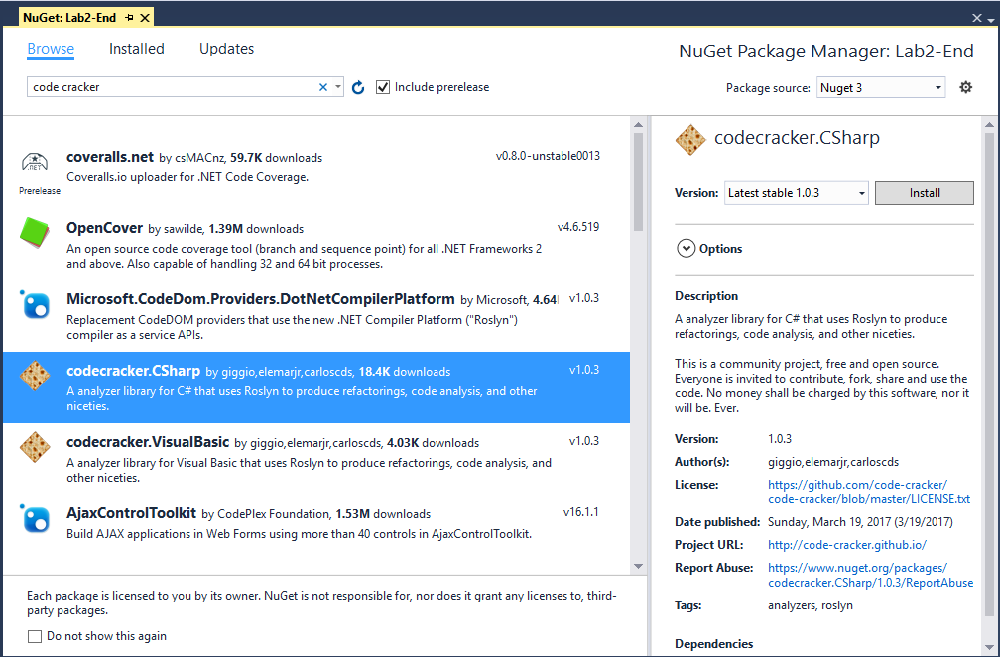 NuGet: Lab2-End
Browse
Installed
Updates
NuGet Package Manager: Lab2-End
code cracker
Include prerelease
Package source:
Nuget 3
.NET
Prerelease
coveralls.net by csMACnz, 59.7K downloads
v0.8.0-unstable0013
Coveralls.io uploader for .NET Code Coverage.
OpenCover by sawilde, 1.39M downloads
v4.6.519
An open source code coverage tool (branch and sequence point) for all .NET Frameworks 2
and above. Also capable of handling 32 and 64 bit processes.
Microsoft.CodeDom.Providers.DotNetCompilerPlatform by Microsoft, 4.64
v1.0.3
Replacement CodeDOM providers that use the new .NET Compiler Platform ("Roslyn")
compiler as a service APIs.
codecracker.CSharp by giggio,elemarjr,carloscds, 18.4K downloads
v1.0.3
A analyzer library for C# that uses Roslyn to produce refactorings, code analysis, and other
niceties.
codecracker.VisualBasic by giggio,elemarjr,carloscds, 4.03K downloads
v1.0.3
A analyzer library for Visual Basic that uses Roslyn to produce refactorings, code analysis, and
other niceties.
AjaxControlToolkit by CodePlex Foundation, 1.53M downloads
v16.1.1
Build AJAX applications in Web Forms using more than 40 controls in AjaxControlToolkit.
Each package is licensed to you by its owner. NuGet is not responsible for, nor does it grant any licenses to, third-
party packages.
Do not show this again
codecracker.CSharp
Version:
Latest stable 1.0.3
Install
Options
Description
A analyzer library for C# that uses Roslyn to produce
refactorings, code analysis, and other niceties.
This is a community project, free and open source.
Everyone is invited to contribute, fork, share and use the
code. No money shall be charged by this software, nor it
will be. Ever.
Version: 1.0.3
Author(s): giggio,elemarjr,carloscds
License: https://github.com/code-cracker/
code-cracker/blob/master/LICENSE.txt
Date published: Sunday, March 19, 2017 (3/19/2017)
Project URL: http://code-cracker.github.io/
Report Abuse: https://www.nuget.org/packages/
codecracker.CSharp/1.0.3/ReportAbuse
Tags: analyzers, roslyn
Dependencies